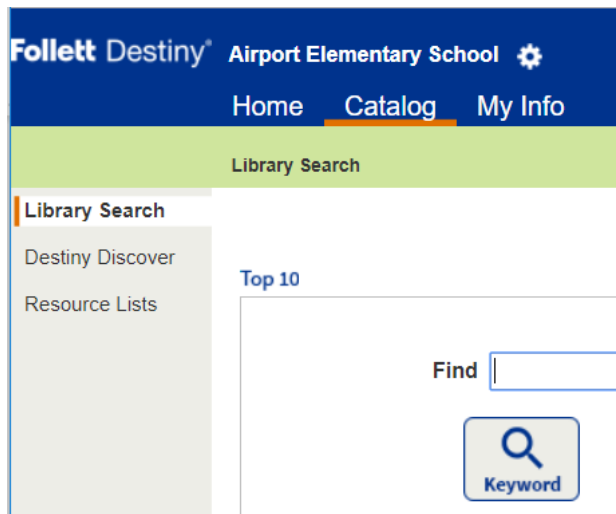 Follett Destiny® Airport Elementary School
Home Catalog My Info
Library Search
Library Search
Destiny Discover
Resource Lists
Top 10
Find
Keyword